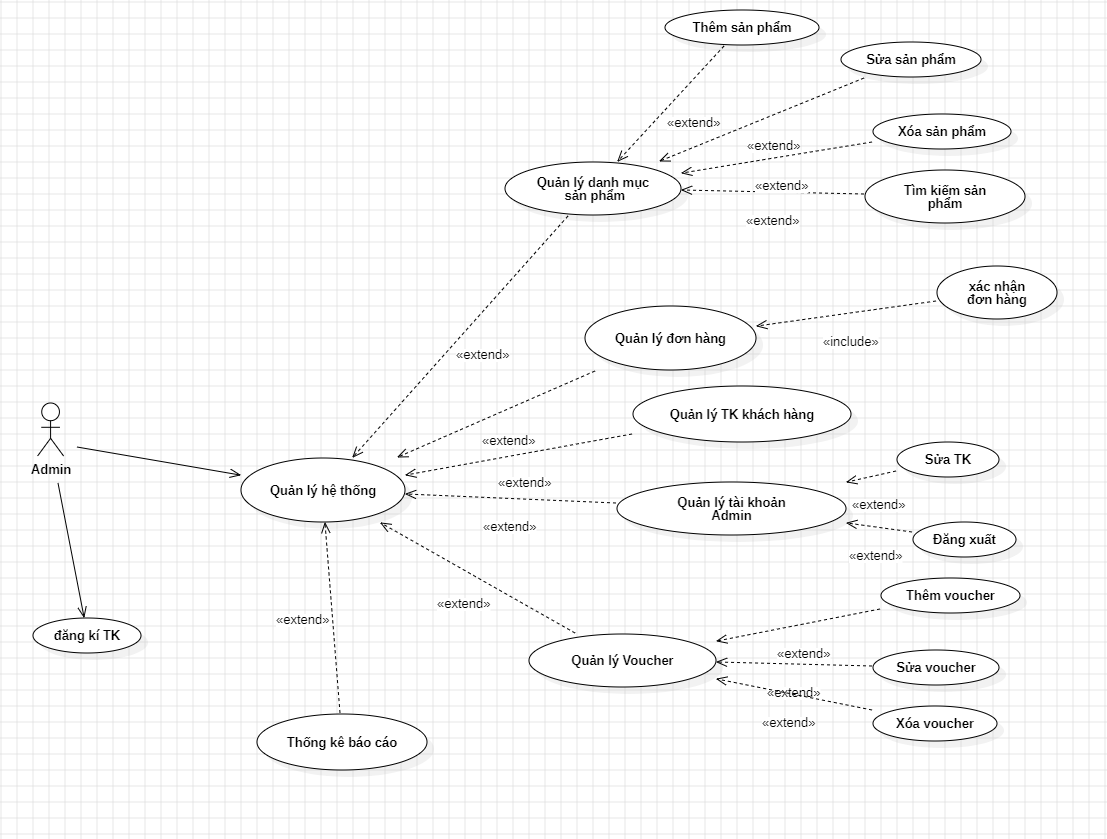 Thêm sản phẩm
Sửa sản phẩm
«extend»
Xóa sản phẩm
«extend»
Quản lý danh mục
sản phẩm
«extend»
Tìm kiếm sản
phẩm
«extend»
xác nhận
đơn hàng
Quản lý đơn hàng
«include»
«extend»
Quản lý TK khách hàng
«extend»
Admin
Sửa TK
Quản lý hệ thống
«extend»
Quản lý tài khoản
Admin
«extend»
«extend»
Đăng xuất
«extend»
Thêm voucher
«extend»
«extend»
đăng kí TK
Quản lý Voucher
«extend»
Sửa voucher
«extend»
Xóa voucher
«extend»
Thống kê báo cáo